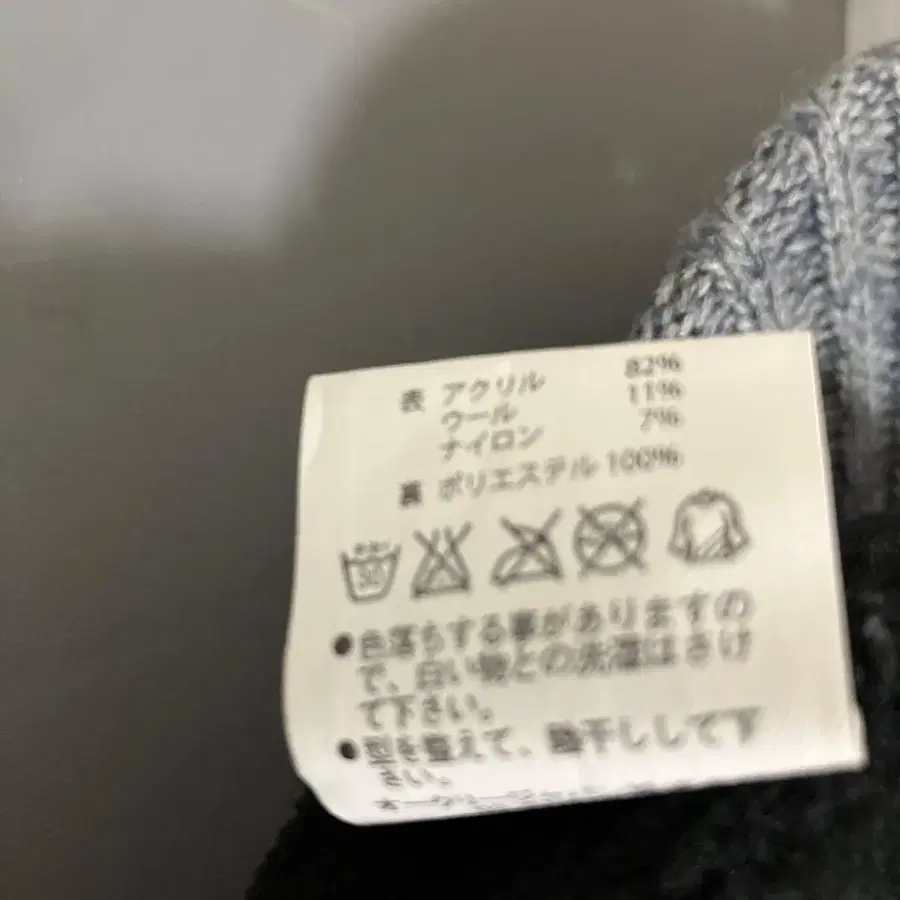 表 アクリル 82%
ウール 11%
ナイロン 7%
裏 ポリエステル 100%
30
●色落ちする事がありますの
で、白い物との洗濯はさけ
て下さい。
●型を整えて、陰干しして下
さい。